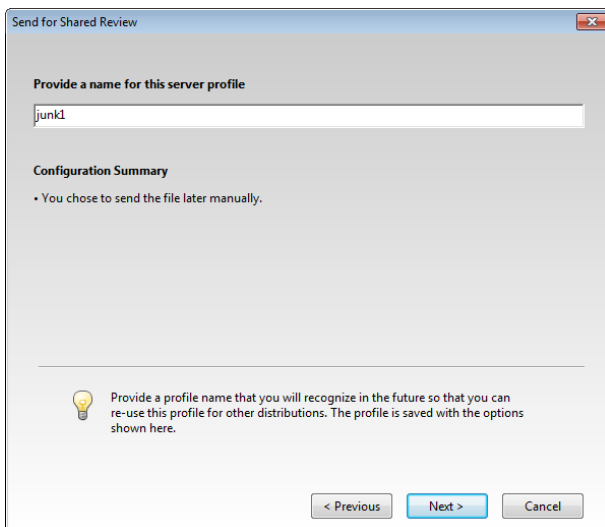 Send for Shared Review
Provide a name for this server profile
junk1
Configuration Summary
• You chose to send the file later manually.
Provide a profile name that you will recognize in the future so that you can
re-use this profile for other distributions. The profile is saved with the options
shown here.
< Previous
Next >
Cancel